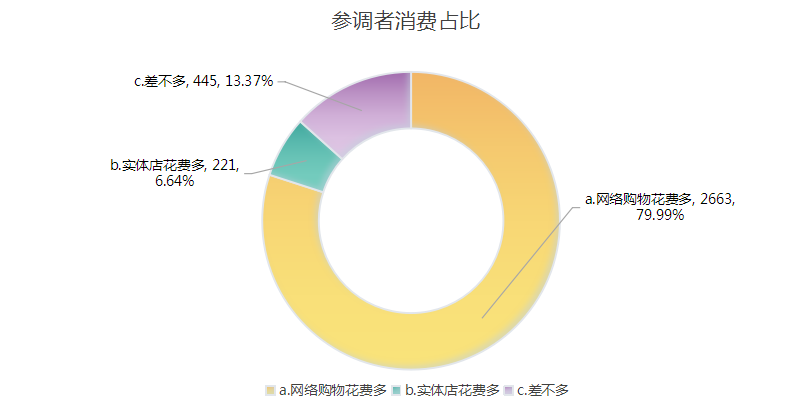 参调者消费占比
c.差不多, 445, 13.37%
b.实体店花费多, 221,
6.64%
a.网络购物花费多, 2663,
79.99%
a.网络购物花费多 b.实体店花费多 c.差不多